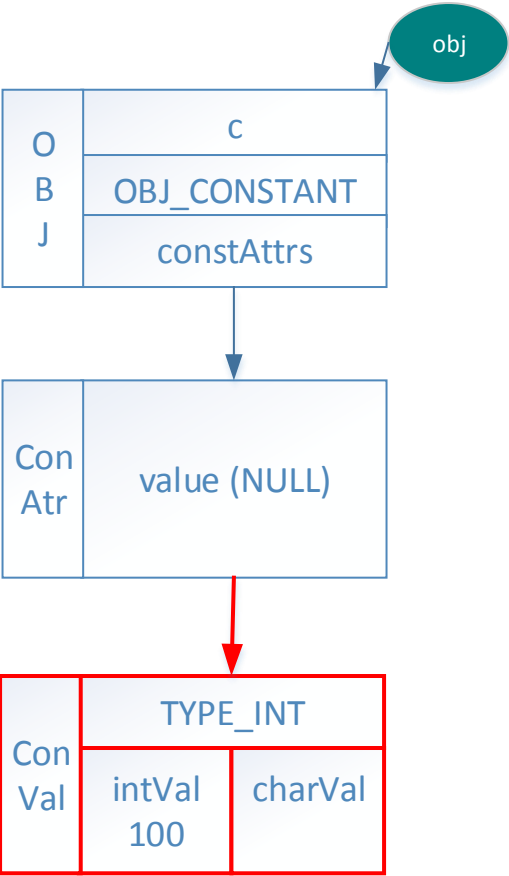 obj
O
B
J
c
OBJ_CONSTANT
constAttrs
Con
Atr
value (NULL)
Con
Val
TYPE_INT
intVal
100
charVal